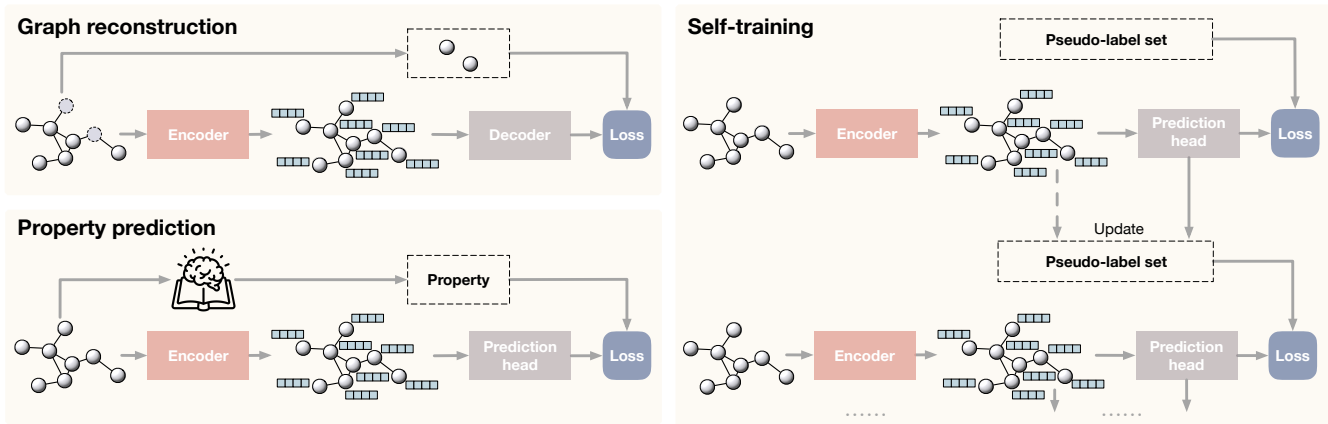 Graph reconstruction
Encoder
Decoder
Loss
Property prediction
Property
Encoder
Prediction
head
Loss
Self-training
Pseudo-label set
Encoder
Prediction
head
Loss
Update
Pseudo-label set
Encoder
Prediction
head
Loss
......
......